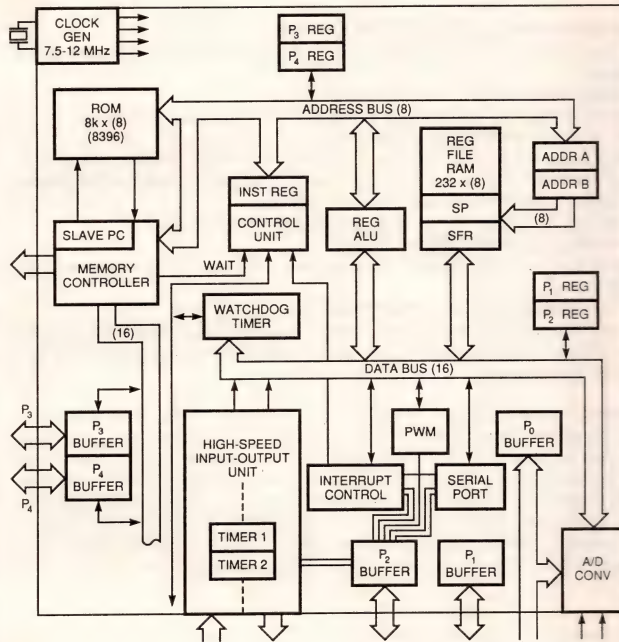 CLOCK
GEN
7.5-12 MHz
P₃ REG
P₄ REG
ROM
8k x (8)
(8396)
ADDRESS BUS (8)
REG
FILE
RAM
232 x (8)
SP
SFR
ADDR A
ADDR B
(8)
INST REG
CONTROL
UNIT
REG
ALU
SLAVE PC
MEMORY
CONTROLLER
WAIT
(16)
WATCHDOG
TIMER
P₁ REG
P₂ REG
DATA BUS (16)
P₃
P₃
BUFFER
P₄
P₄
BUFFER
HIGH-SPEED
INPUT-OUTPUT
UNIT
TIMER 1
TIMER 2
PWM
P₀
BUFFER
INTERRUPT
CONTROL
SERIAL
PORT
P₂
BUFFER
P₁
BUFFER
A/D
CONV